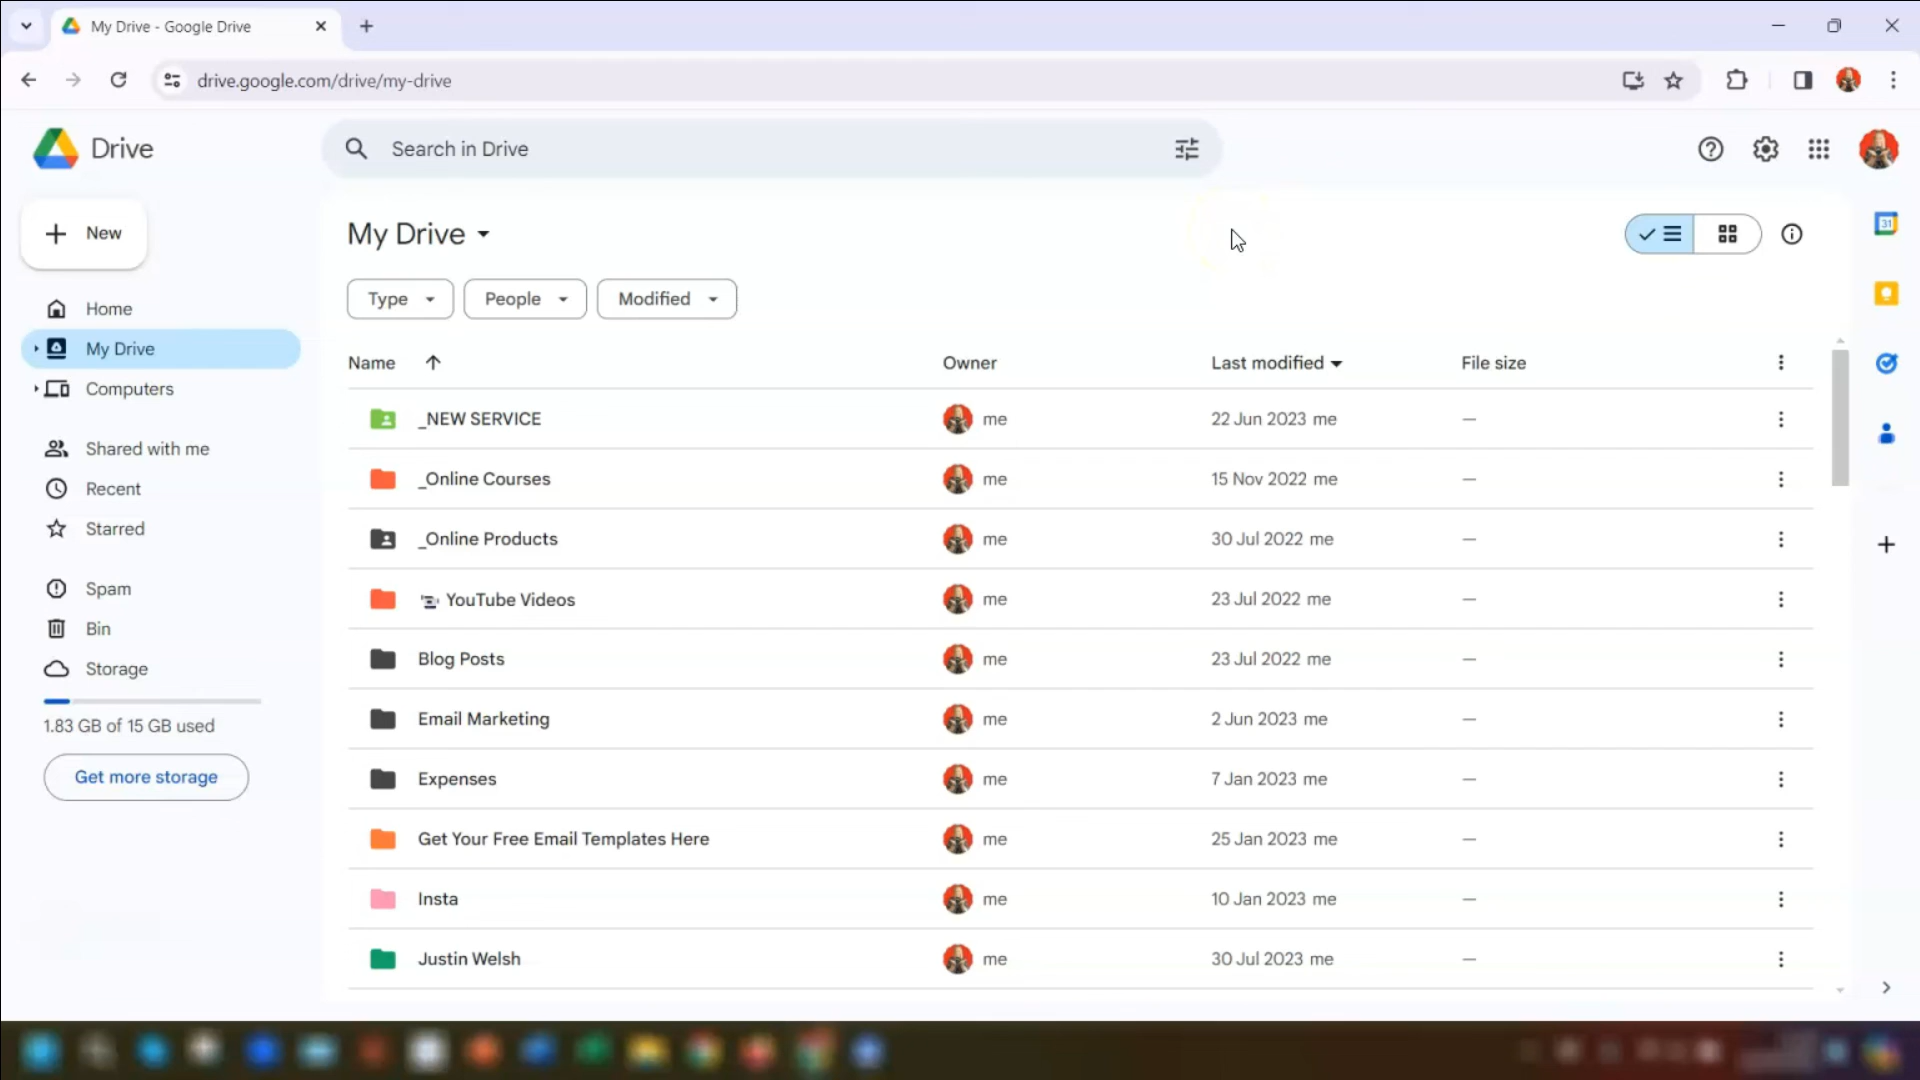 My Drive - Google Drive
drive.google.com/drive/my-drive
Drive
Search in Drive
New
Home
My Drive
Computers
Shared with me
Recent
Starred
Spam
Bin
Storage
1.83 GB of 15 GB used
Get more storage
My Drive
Type People Modified
Name Owner Last modified File size
_NEW SERVICE me 22 Jun 2023 me —
_Online Courses me 15 Nov 2022 me —
_Online Products me 30 Jul 2022 me —
YouTube Videos me 23 Jul 2022 me —
Blog Posts me 23 Jul 2022 me —
Email Marketing me 2 Jun 2023 me —
Expenses me 7 Jan 2023 me —
Get Your Free Email Templates Here me 25 Jan 2023 me —
Insta me 10 Jan 2023 me —
Justin Welsh me 30 Jul 2023 me —
31